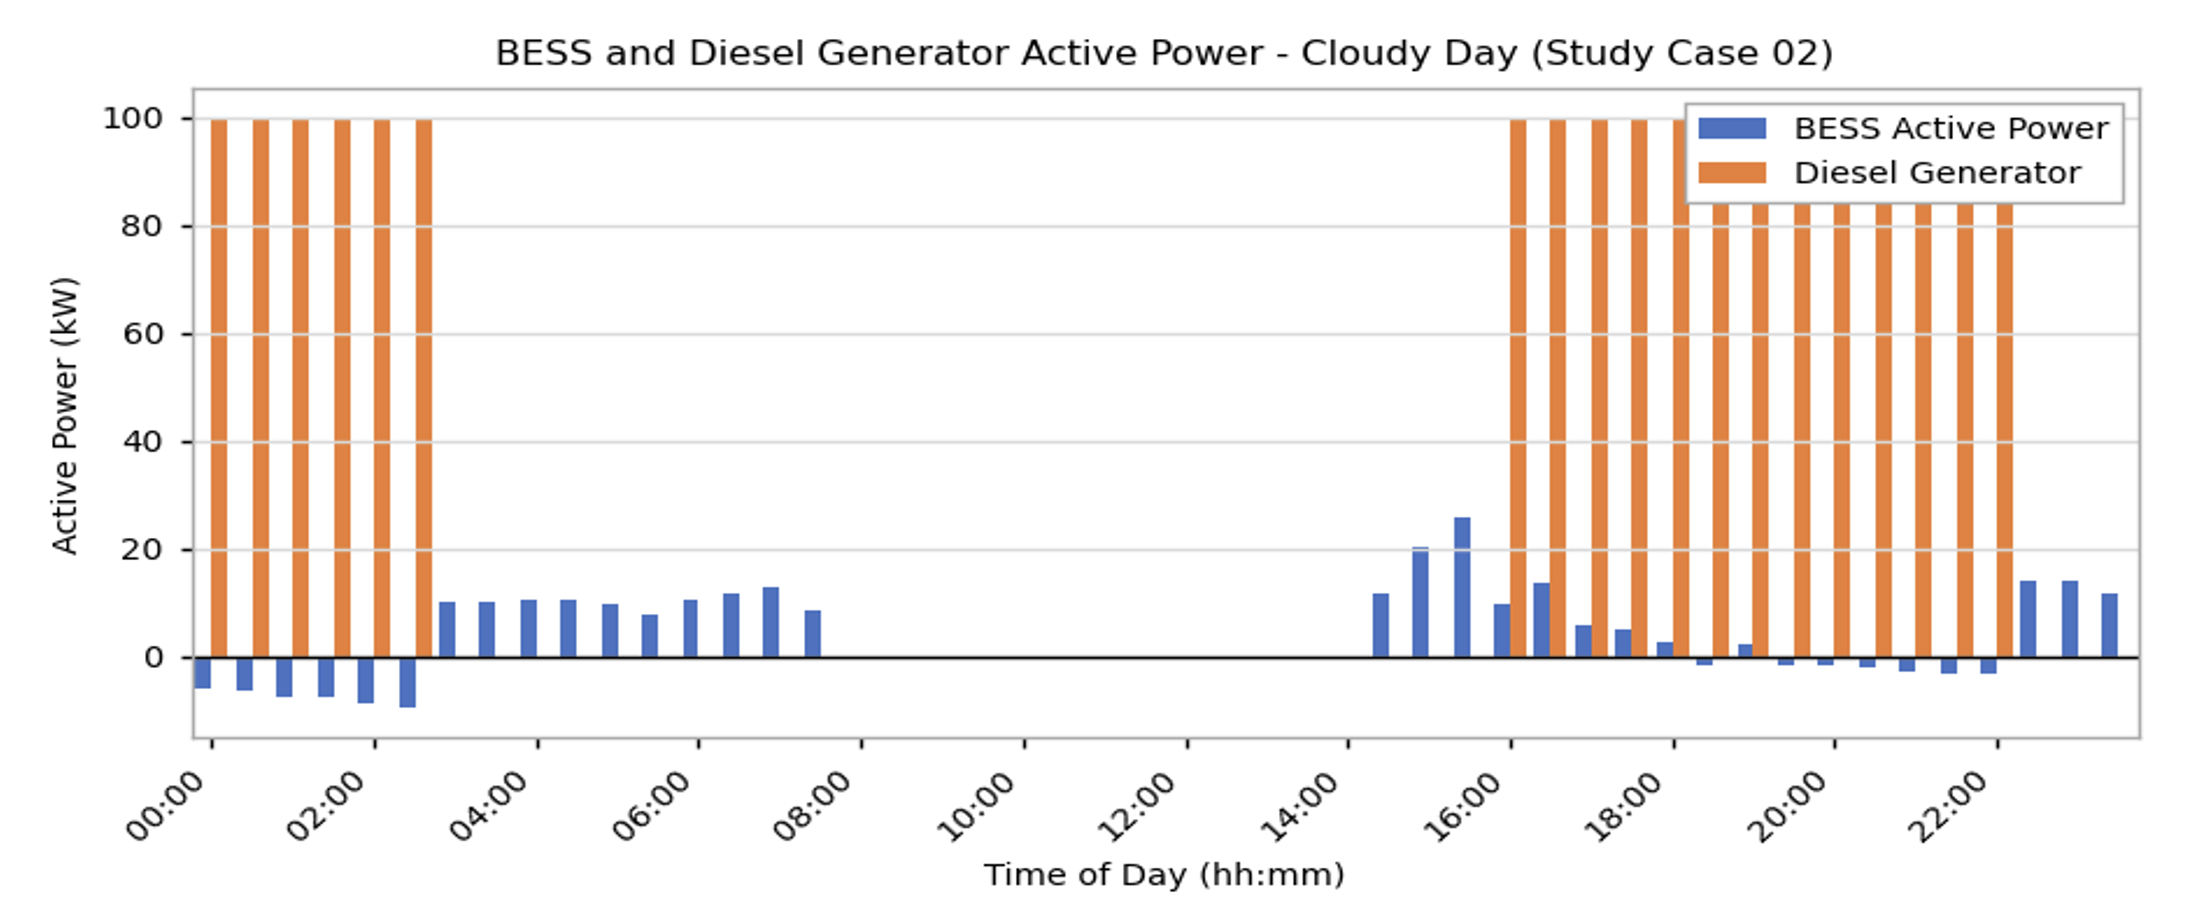 BESS and Diesel Generator Active Power - Cloudy Day (Study Case 02)
BESS Active Power
Diesel Generator
Active Power (kW)
100
80
60
40
20
0
00:00 02:00 04:00 06:00 08:00 10:00 12:00 14:00 16:00 18:00 20:00 22:00
Time of Day (hh:mm)